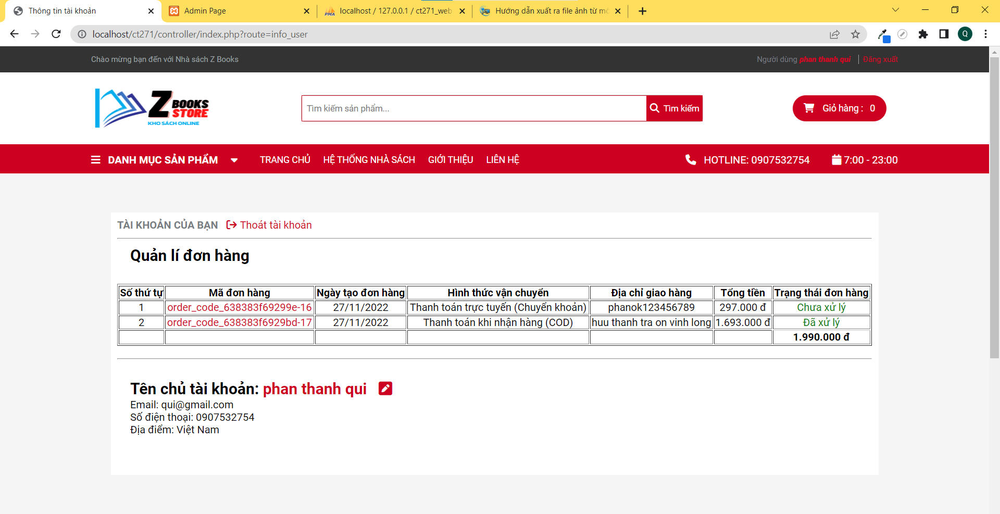 Thông tin tài khoản
Admin Page
PMA
localhost / 127.0.0.1 / ct271_web
Hướng dẫn xuất ra file ảnh từ mô
localhost/ct271/controller/index.php?route=info_user
Q
Chào mừng bạn đến với Nhà sách Z Books
Người dùng phan thanh qui | Đăng xuất
Z BOOKS STORE
KHO SÁCH ONLINE
Tìm kiếm sản phẩm...
Tìm kiếm
Giỏ hàng : 0
DANH MỤC SẢN PHẨM
TRANG CHỦ
HỆ THỐNG NHÀ SÁCH
GIỚI THIỆU
LIÊN HỆ
HOTLINE: 0907532754
7:00 - 23:00
TÀI KHOẢN CỦA BẠN Thoát tài khoản
Quản lí đơn hàng
Số thứ tự Mã đơn hàng Ngày tạo đơn hàng Hình thức vận chuyển Địa chỉ giao hàng Tổng tiền Trạng thái đơn hàng
1 order_code_638383f69299e-16 27/11/2022 Thanh toán trực tuyến (Chuyển khoản) phanok123456789 297.000 đ Chưa xử lý
2 order_code_638383f6929bd-17 27/11/2022 Thanh toán khi nhận hàng (COD) huu thanh tra on vinh long 1.693.000 đ Đã xử lý
1.990.000 đ
Tên chủ tài khoản: phan thanh qui
Email: qui@gmail.com
Số điện thoại: 0907532754
Địa điểm: Việt Nam